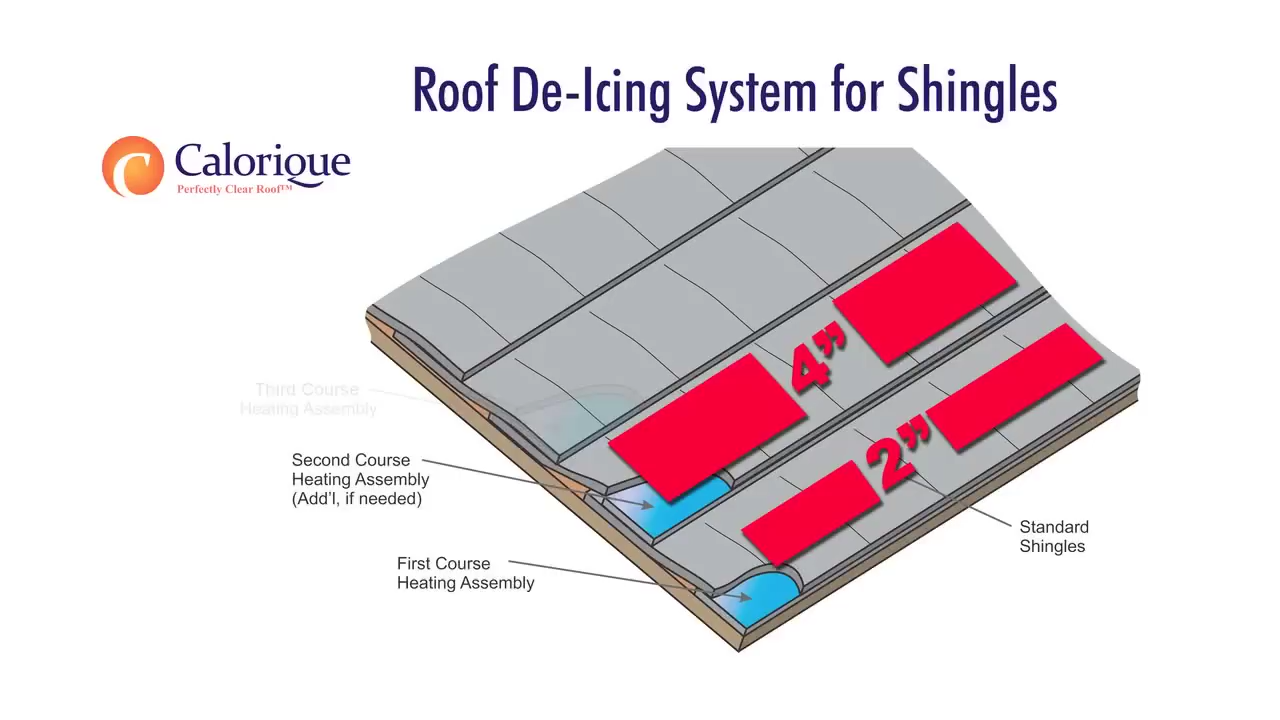 Roof De-Icing System for Shingles
Calorique
Perfectly Clear Roof™
4”
2”
Third Course
Heating Assembly
Second Course
Heating Assembly
(Add'l, if needed)
First Course
Heating Assembly
Standard
Shingles